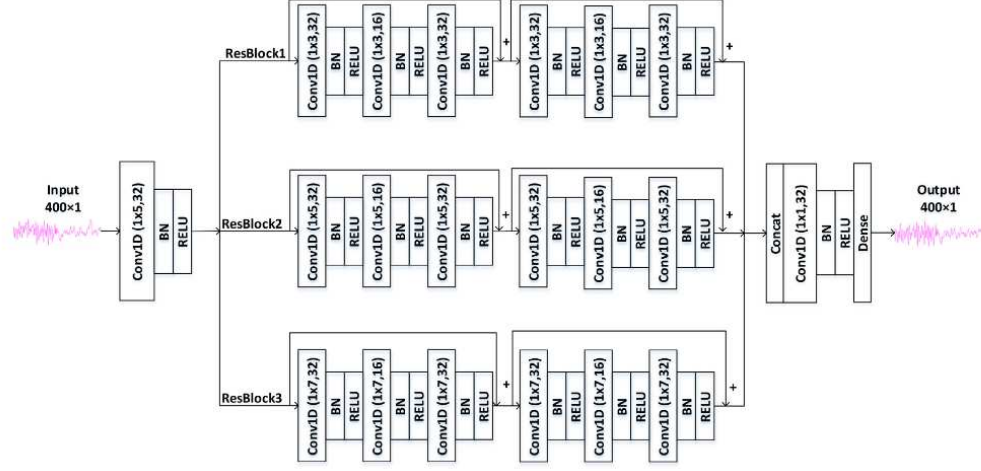 Input
400×1
Conv1D (1x5,32)
BN
RELU
ResBlock1
Conv1D (1x3,32)
BN
RELU
Conv1D (1x3,16)
BN
RELU
Conv1D (1x3,32)
BN
RELU
+
Conv1D (1x3,32)
BN
RELU
Conv1D (1x3,16)
BN
RELU
Conv1D (1x3,32)
BN
RELU
+
ResBlock2
Conv1D (1x5,32)
BN
RELU
Conv1D (1x5,16)
BN
RELU
Conv1D (1x5,32)
BN
RELU
+
Conv1D (1x5,32)
BN
RELU
Conv1D (1x5,16)
BN
RELU
Conv1D (1x5,32)
BN
RELU
+
ResBlock3
Conv1D (1x7,32)
BN
RELU
Conv1D (1x7,16)
BN
RELU
Conv1D (1x7,32)
BN
RELU
+
Conv1D (1x7,32)
BN
RELU
Conv1D (1x7,16)
BN
RELU
Conv1D (1x7,32)
BN
RELU
+
Concat
Conv1D (1x1,32)
BN
RELU
Dense
Output
400×1